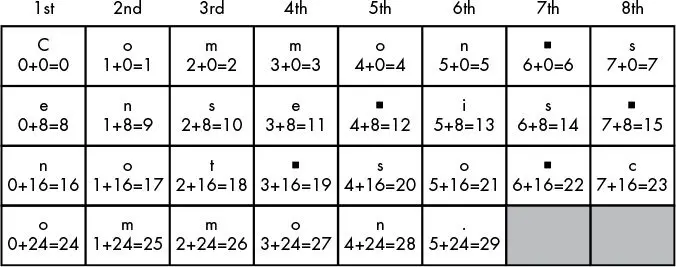 1st 2nd 3rd 4th 5th 6th 7th 8th
C o m m o n ■ s
0+0=0 1+0=1 2+0=2 3+0=3 4+0=4 5+0=5 6+0=6 7+0=7
e n s e ■ i s ■
0+8=8 1+8=9 2+8=10 3+8=11 4+8=12 5+8=13 6+8=14 7+8=15
n o t ■ s o ■ c
0+16=16 1+16=17 2+16=18 3+16=19 4+16=20 5+16=21 6+16=22 7+16=23
o m m o n .
0+24=24 1+24=25 2+24=26 3+24=27 4+24=28 5+24=29